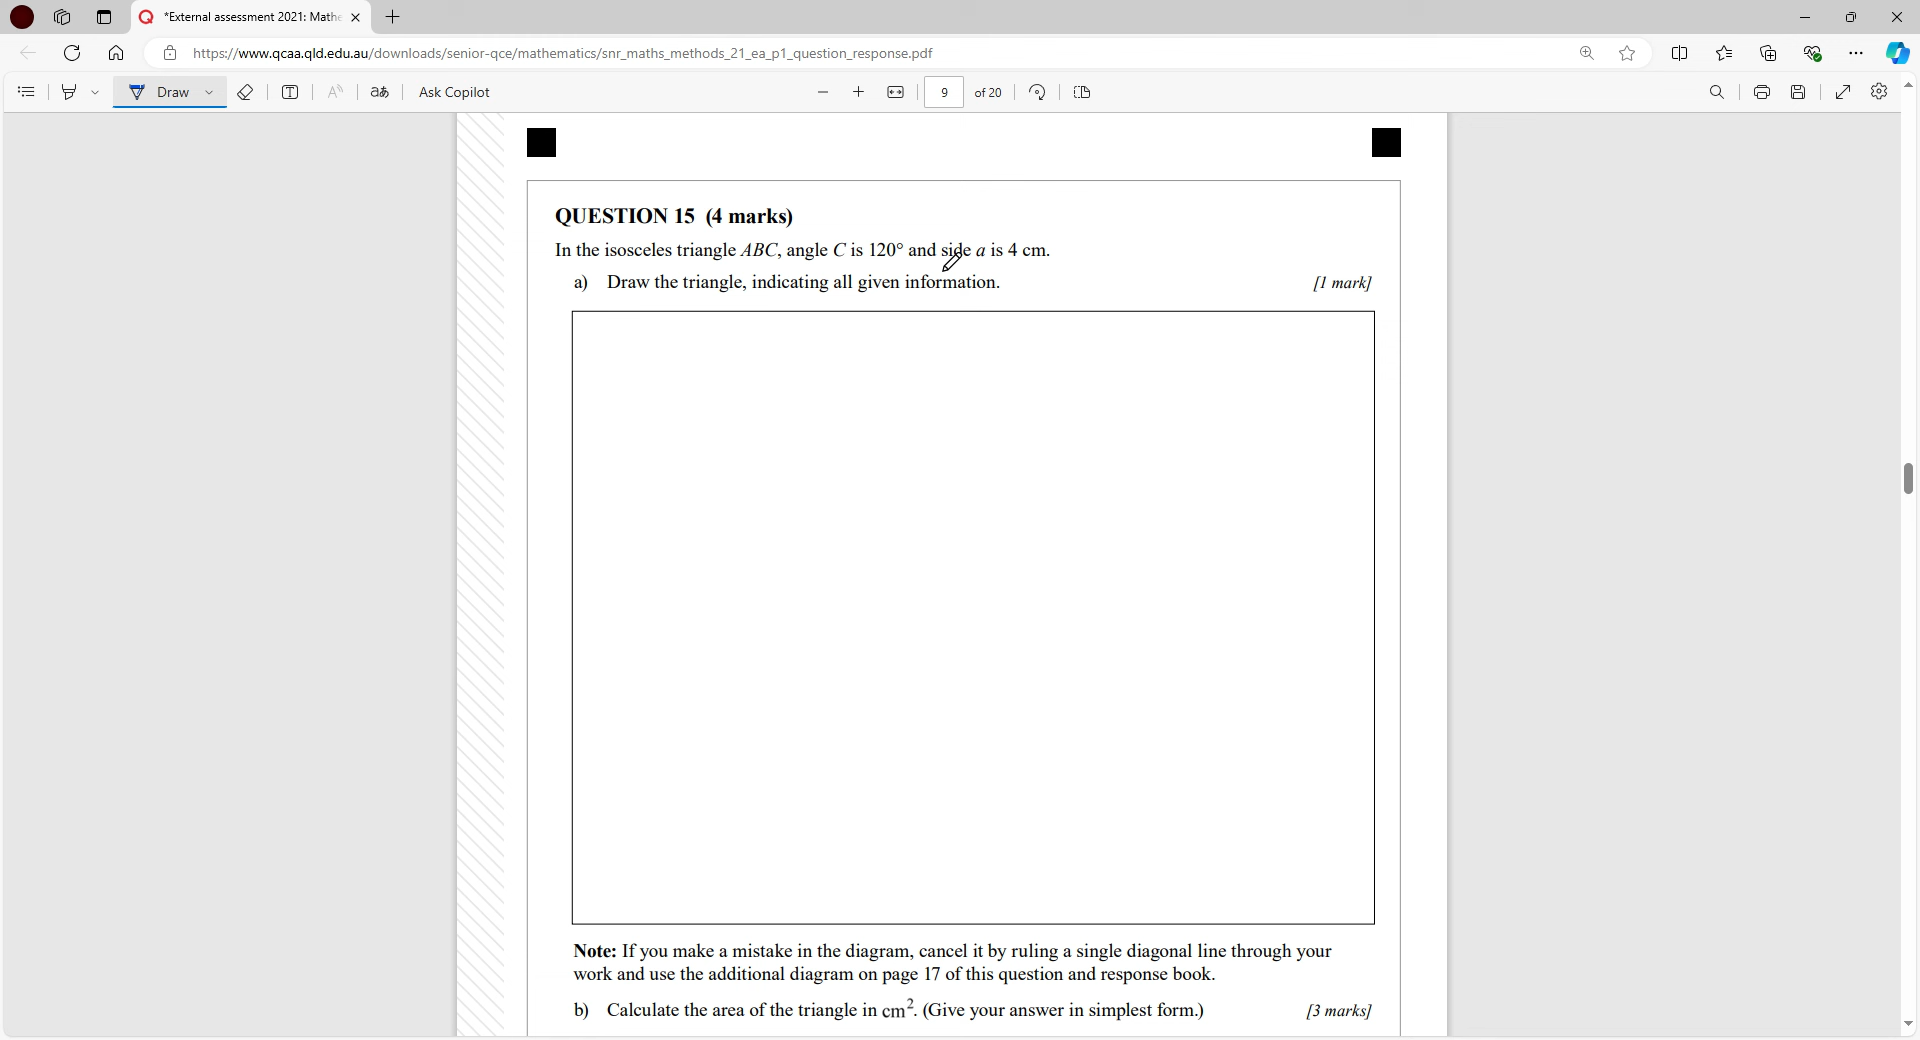 *External assessment 2021: Mathe
https://www.qcaa.qld.edu.au/downloads/senior-qce/mathematics/snr_maths_methods_21_ea_p1_question_response.pdf
Draw
aあ
Ask Copilot
9 of 20
QUESTION 15 (4 marks)
In the isosceles triangle ABC, angle C is 120° and side a is 4 cm.
a) Draw the triangle, indicating all given information. [1 mark]
Note: If you make a mistake in the diagram, cancel it by ruling a single diagonal line through your
work and use the additional diagram on page 17 of this question and response book.
b) Calculate the area of the triangle in cm². (Give your answer in simplest form.) [3 marks]